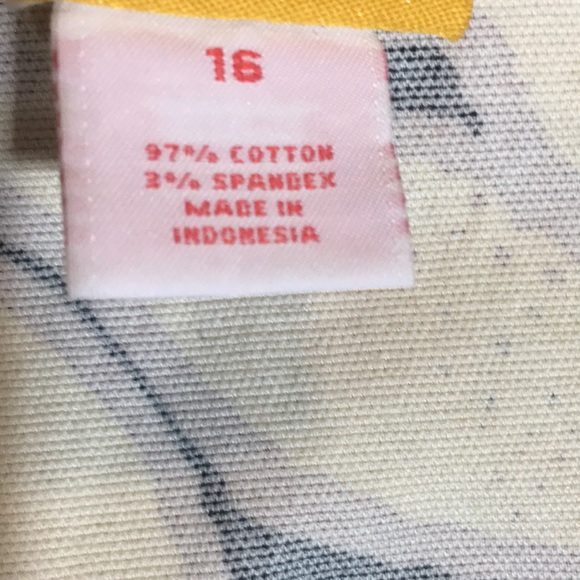 16
97% COTTON
3% SPANDEX
MADE IN
INDONESIA